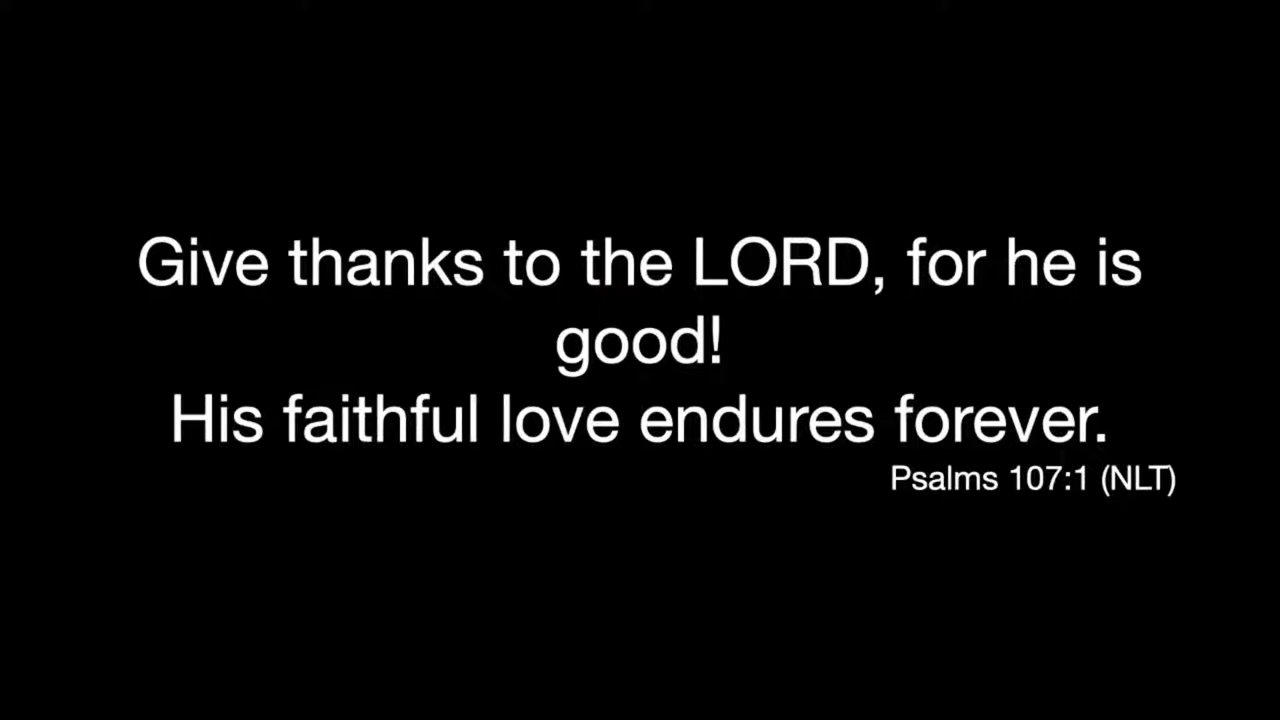 Give thanks to the LORD, for he is
good!
His faithful love endures forever.
Psalms 107:1 (NLT)